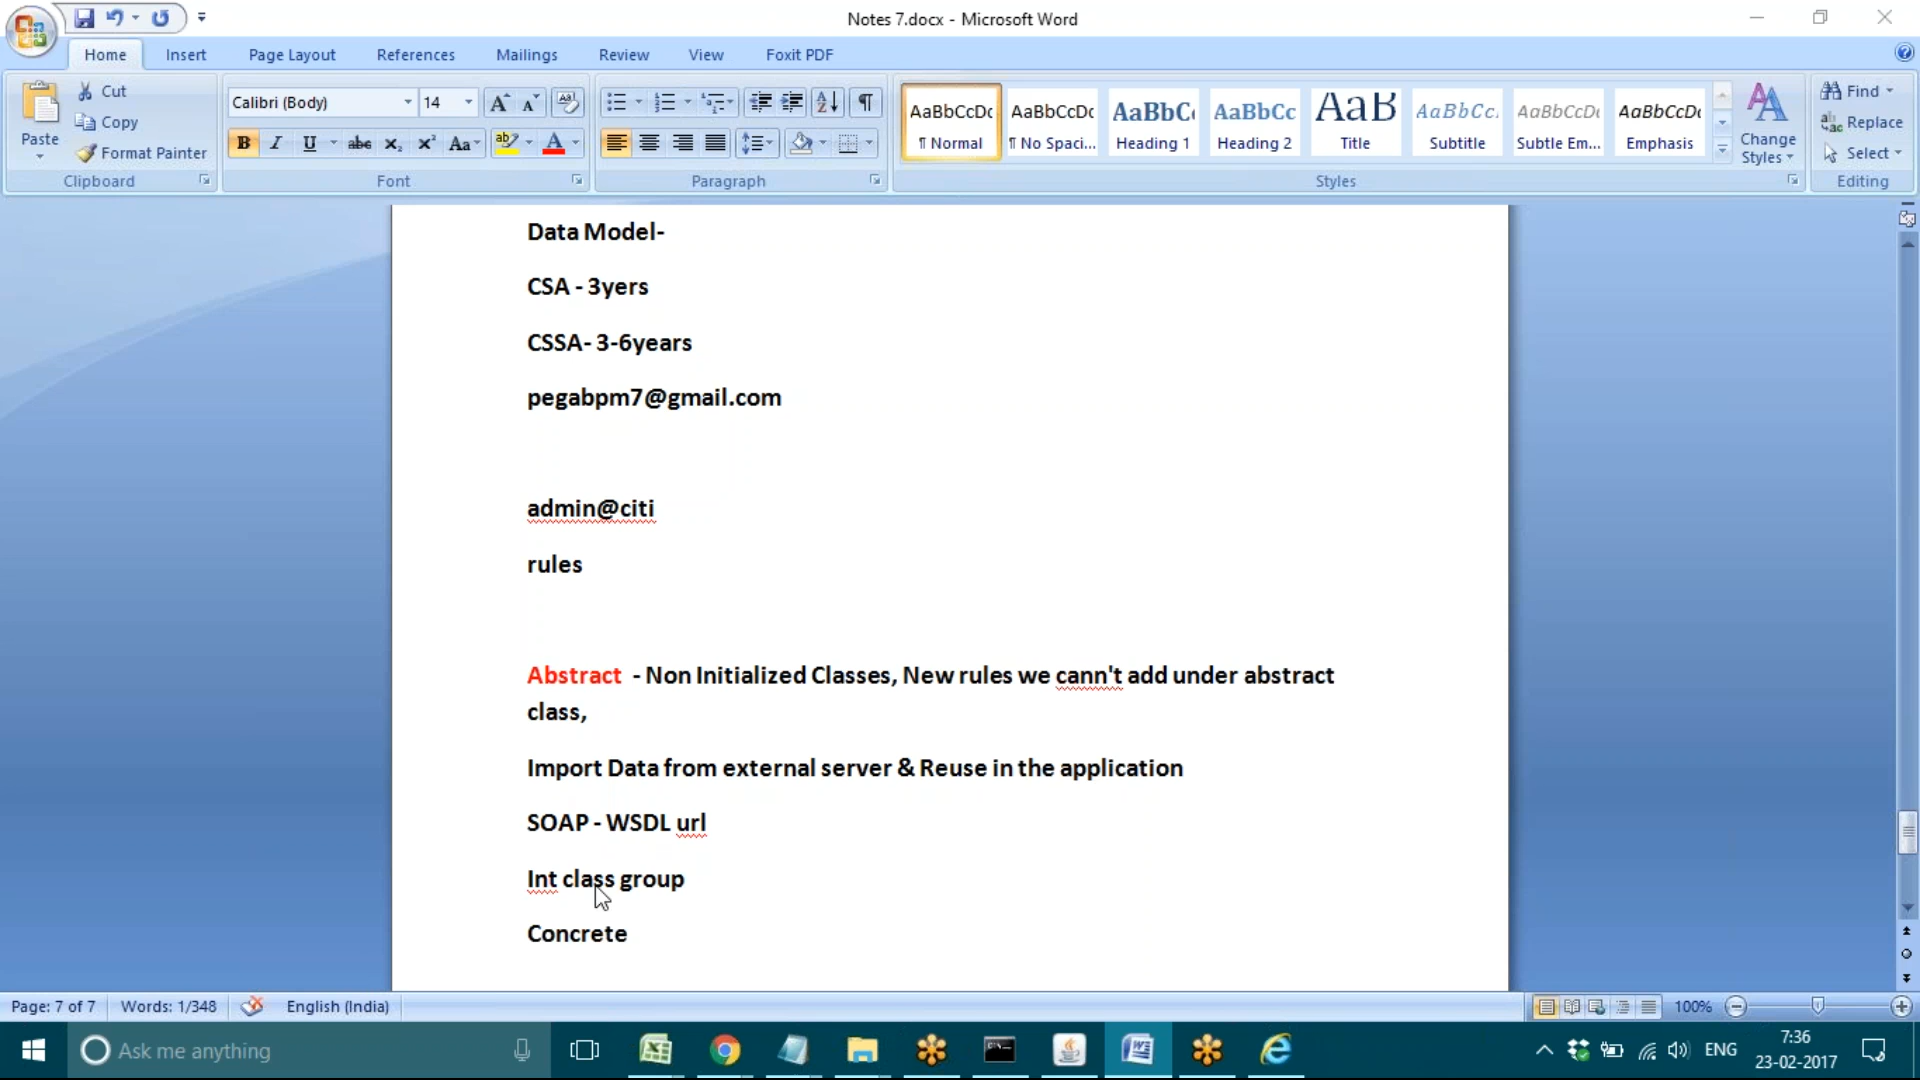 Notes 7.docx - Microsoft Word
Home Insert Page Layout References Mailings Review View Foxit PDF
Paste
Cut
Copy
Format Painter
Clipboard
Calibri (Body) 14
B I U abc Aa
Font
Paragraph
AaBbCcDc AaBbCcDc AaBbC AaBbCc AaB AaBbCc. AaBbCcDi AaBbCcDt
¶ Normal ¶ No Spaci... Heading 1 Heading 2 Title Subtitle Subtle Em... Emphasis
Change Styles
Styles
Find
Replace
Select
Editing
Data Model-
CSA - 3yers
CSSA- 3-6years
pegabpm7@gmail.com
admin@citi
rules
Abstract - Non Initialized Classes, New rules we cann't add under abstract
class,
Import Data from external server & Reuse in the application
SOAP - WSDL url
Int class group
Concrete
Page: 7 of 7 Words: 1/348 English (India) 100%
Ask me anything
ENG
7:36
23-02-2017